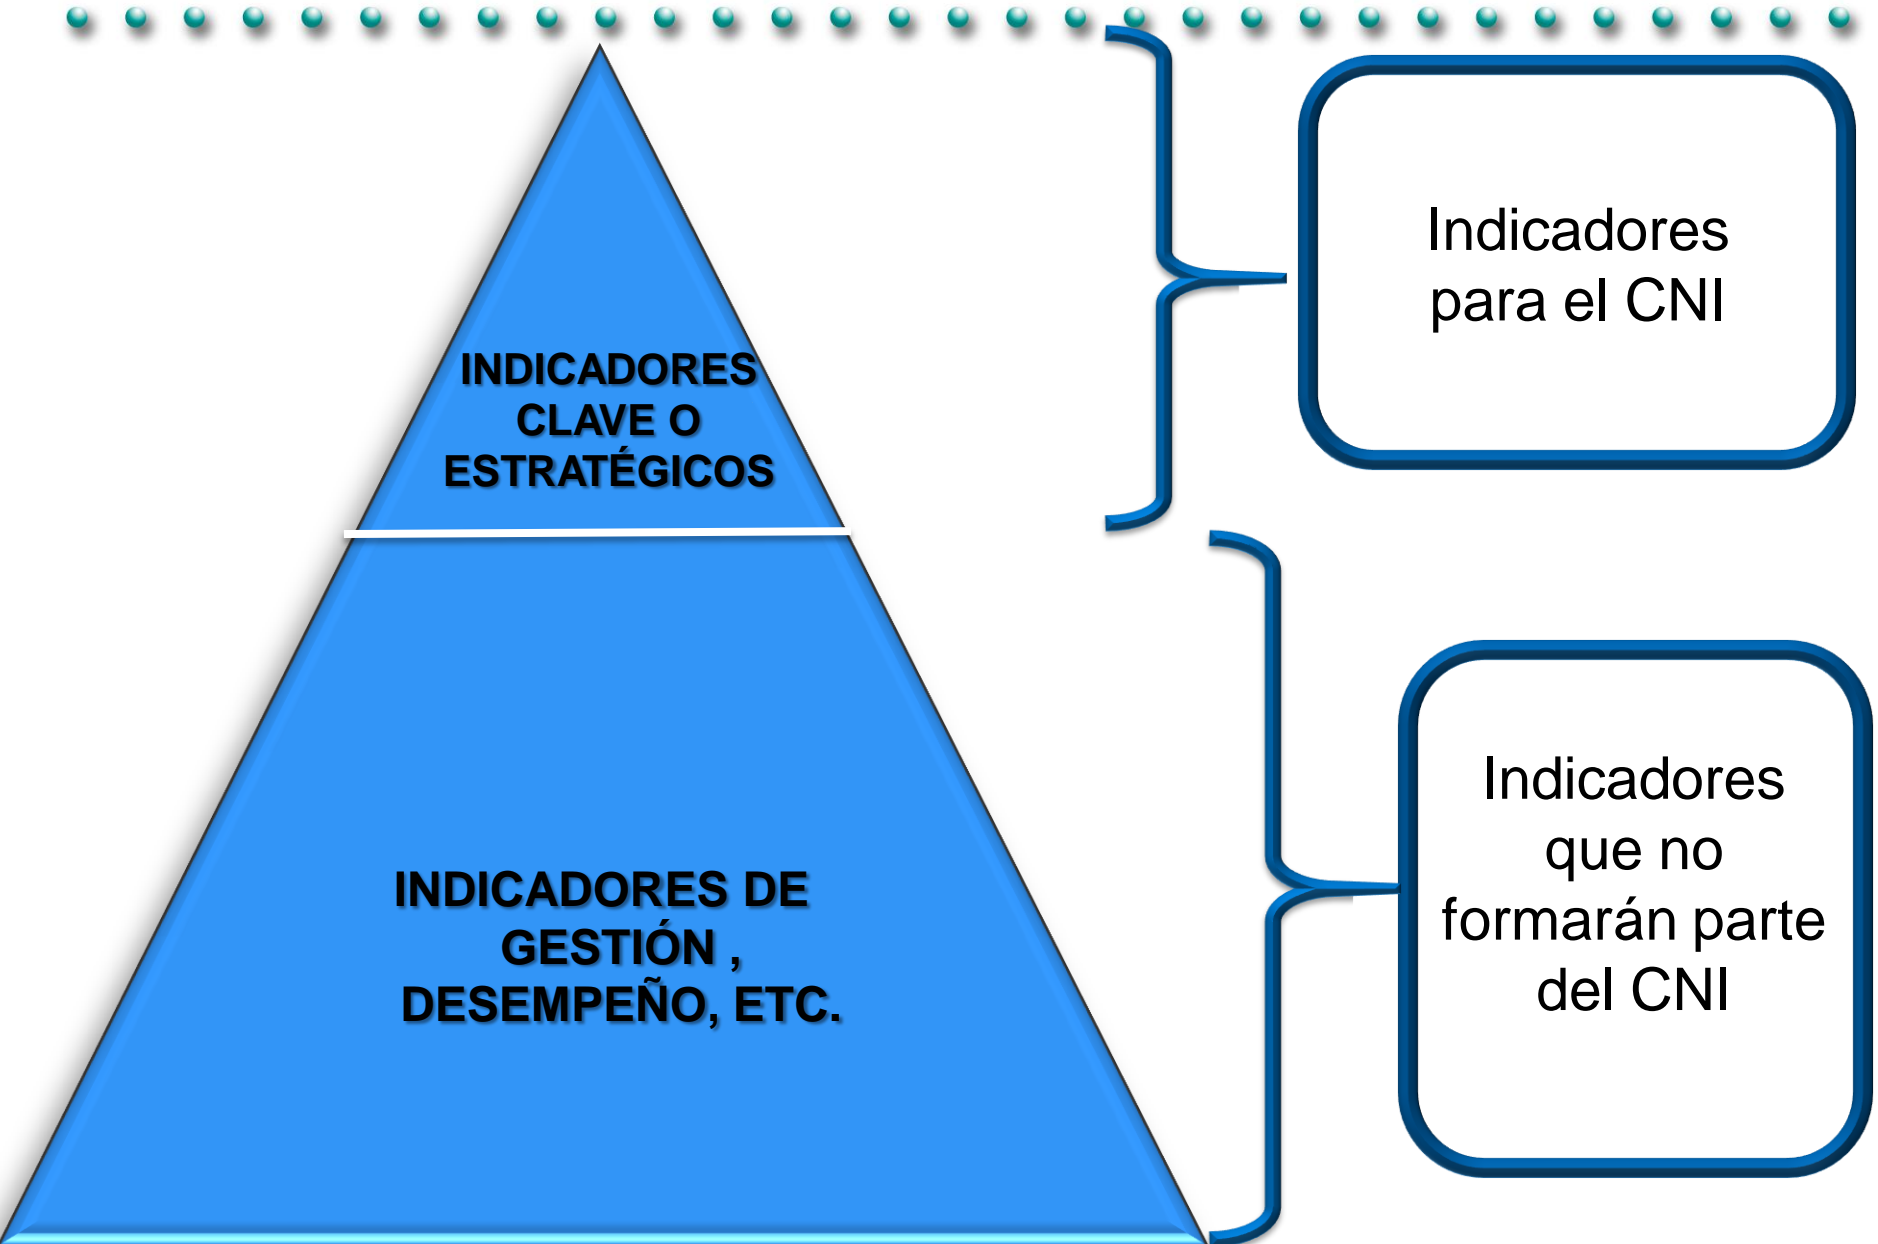 INDICADORES
CLAVE O
ESTRATÉGICOS
Indicadores
para el CNI
INDICADORES DE
GESTIÓN ,
DESEMPEÑO, ETC.
Indicadores
que no
formarán parte
del CNI